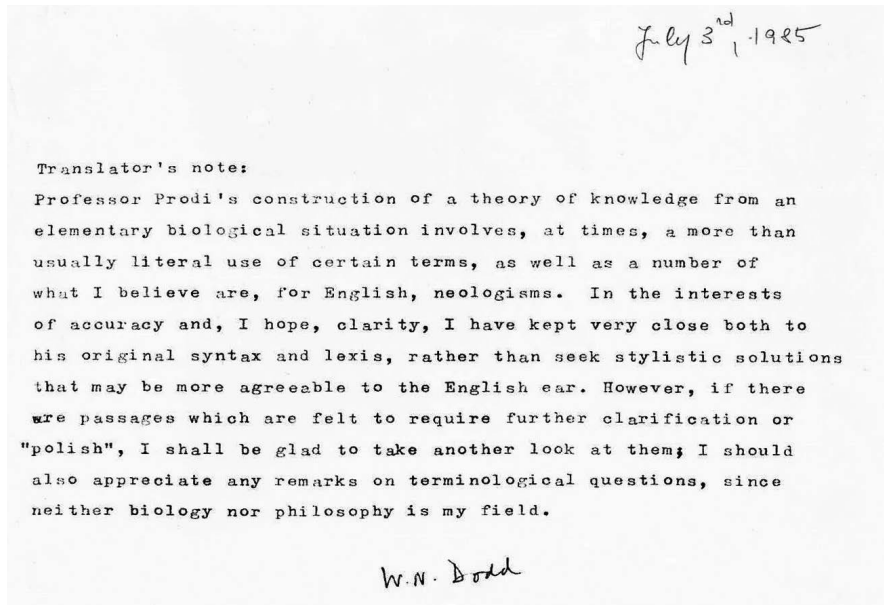 July 3rd, 1985
Translator's note:
Professor Prodi's construction of a theory of knowledge from an
elementary biological situation involves, at times, a more than
usually literal use of certain terms, as well as a number of
what I believe are, for English, neologisms. In the interests
of accuracy and, I hope, clarity, I have kept very close both to
his original syntax and lexis, rather than seek stylistic solutions
that may be more agreeable to the English ear. However, if there
are passages which are felt to require further clarification or
"polish", I shall be glad to take another look at them; I should
also appreciate any remarks on terminological questions, since
neither biology nor philosophy is my field.
W.N. Dodd